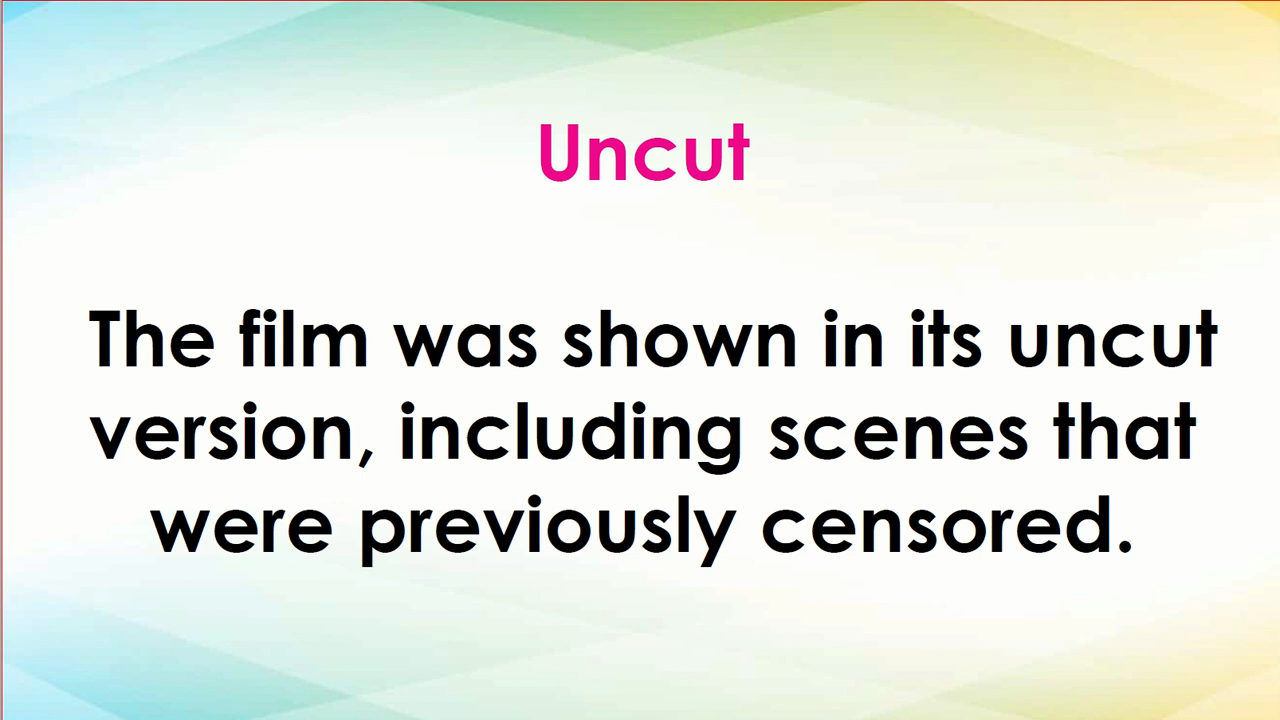 Uncut
The film was shown in its uncut
version, including scenes that
were previously censored.